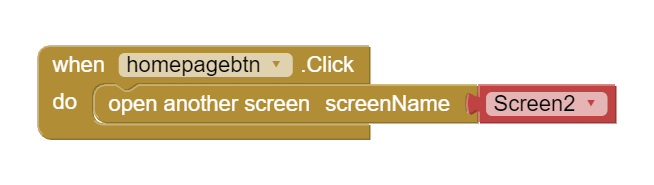 when homepagebtn .Click
do open another screen screenName Screen2